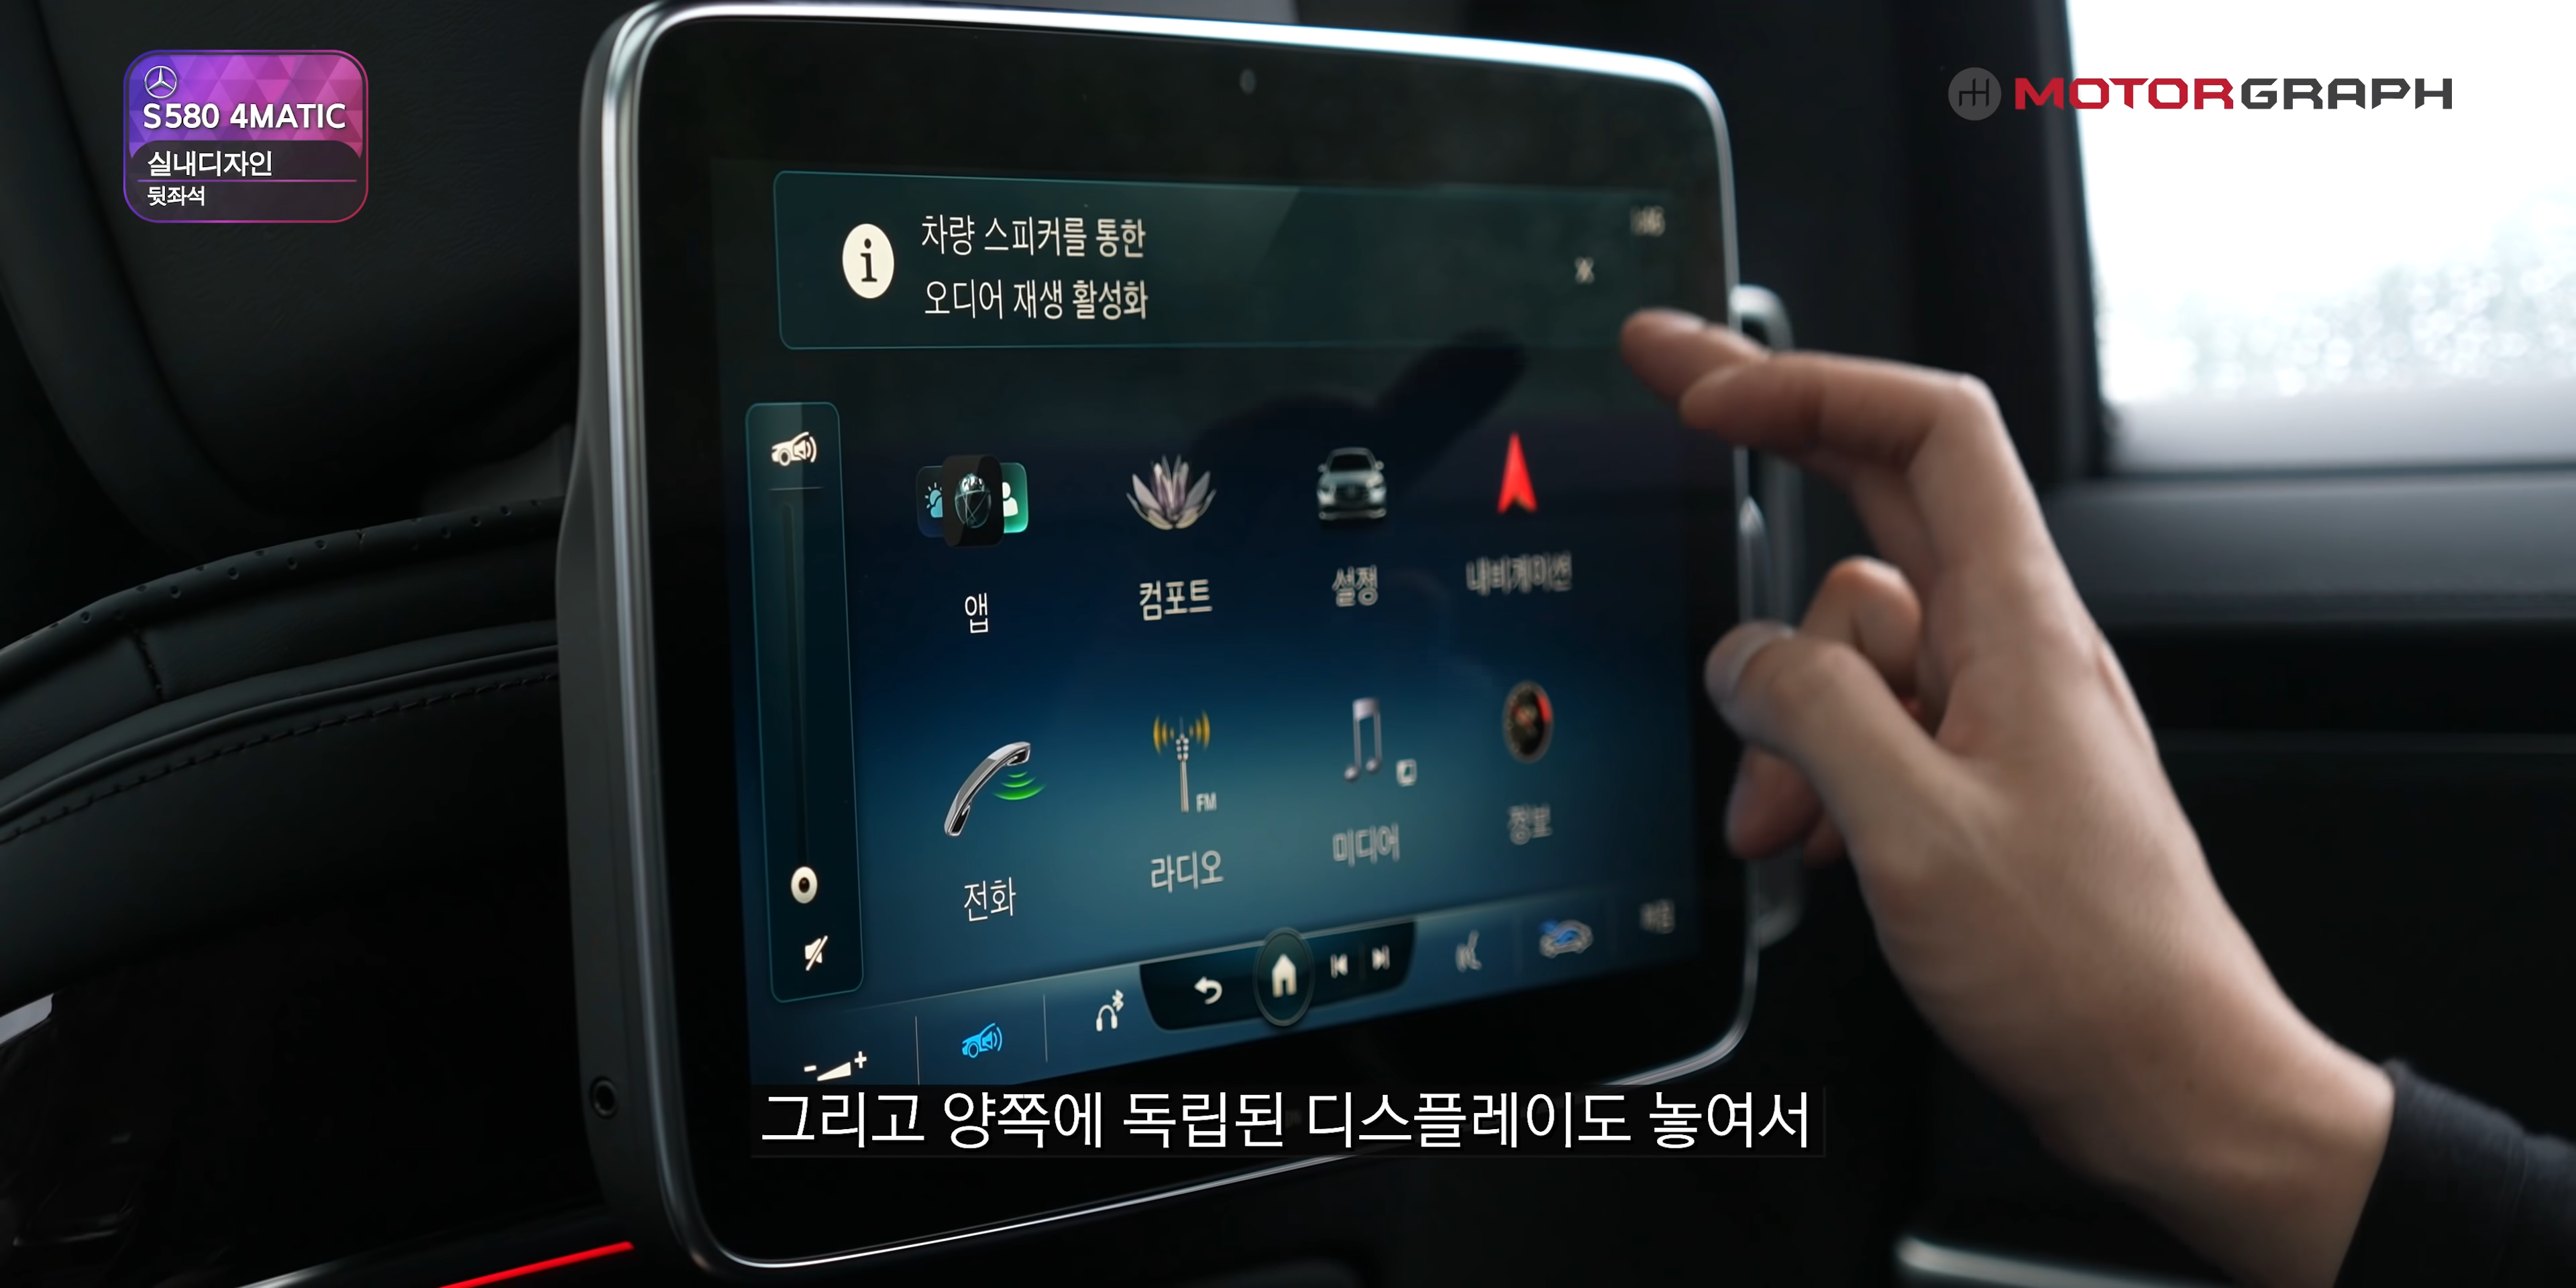 S580 4MATIC
실내디자인
뒷좌석
MOTORGRAPH
차량 스피커를 통한
오디어 재생 활성화
앱
컴포트
설정
내비게이션
전화
라디오
FM
미디어
정보
그리고 양쪽에 독립된 디스플레이도 놓여서